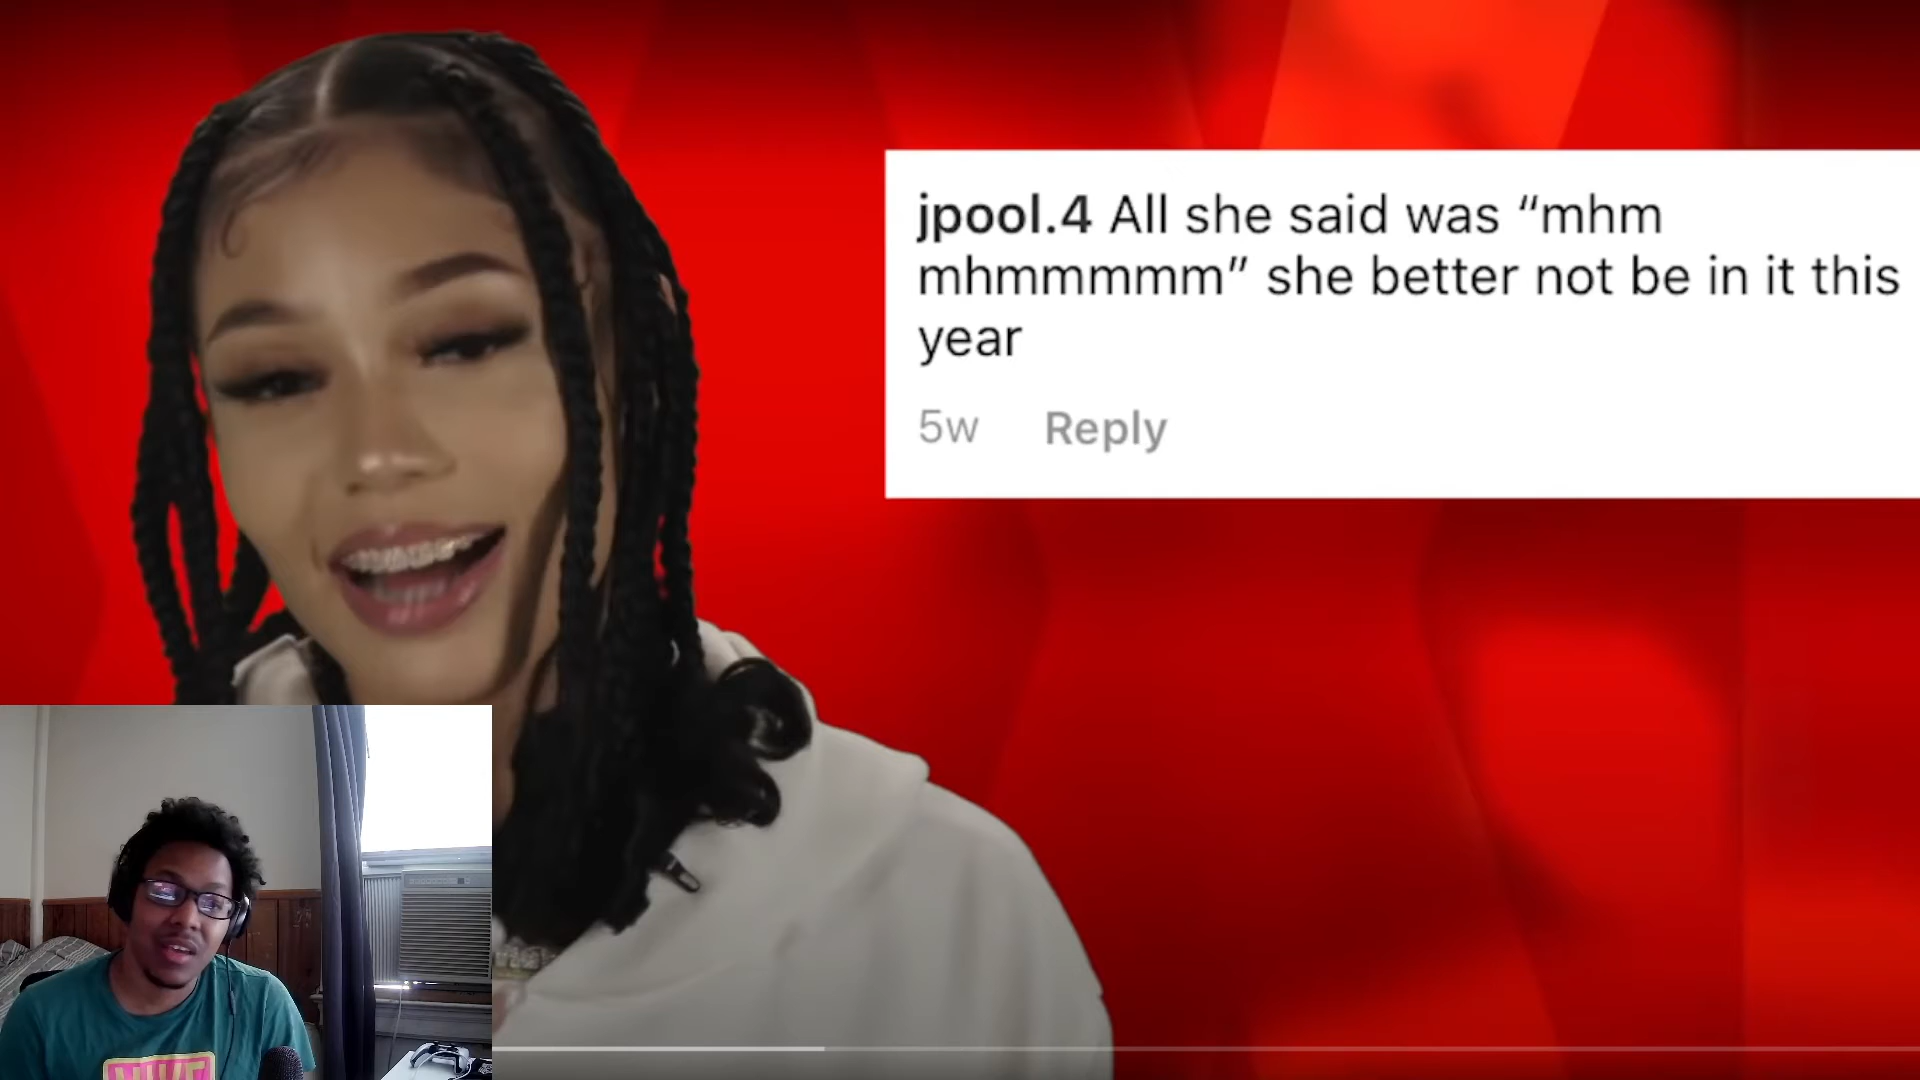 jpool.4 All she said was “mhm
mhmmmmm” she better not be in it this
year
5w Reply